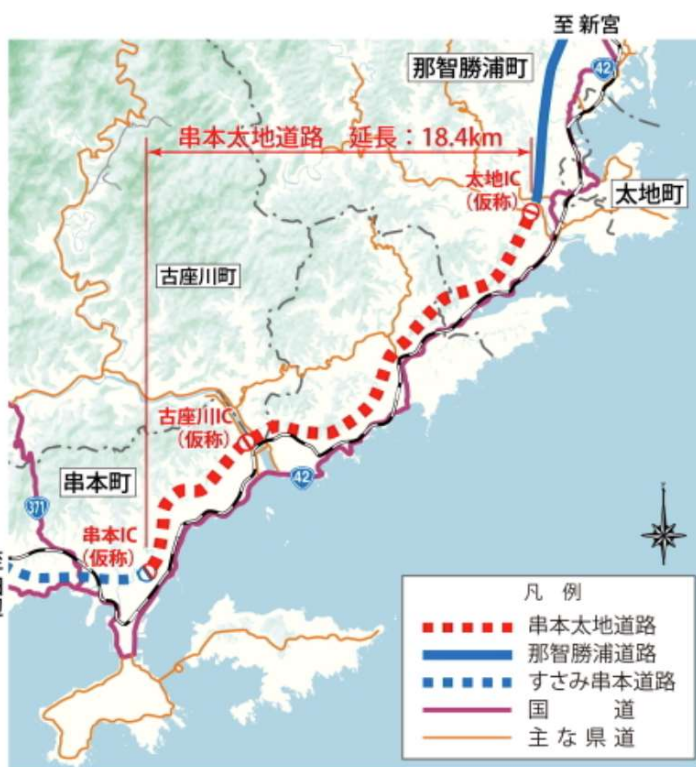 至 新宮
那智勝浦町
42
串本太地道路 延長：18.4km
太地IC
（仮称）
太地町
古座川町
古座川IC
（仮称）
串本町
42
371
串本IC
（仮称）
凡 例
串本太地道路
那智勝浦道路
すさみ串本道路
国 道
主な県道